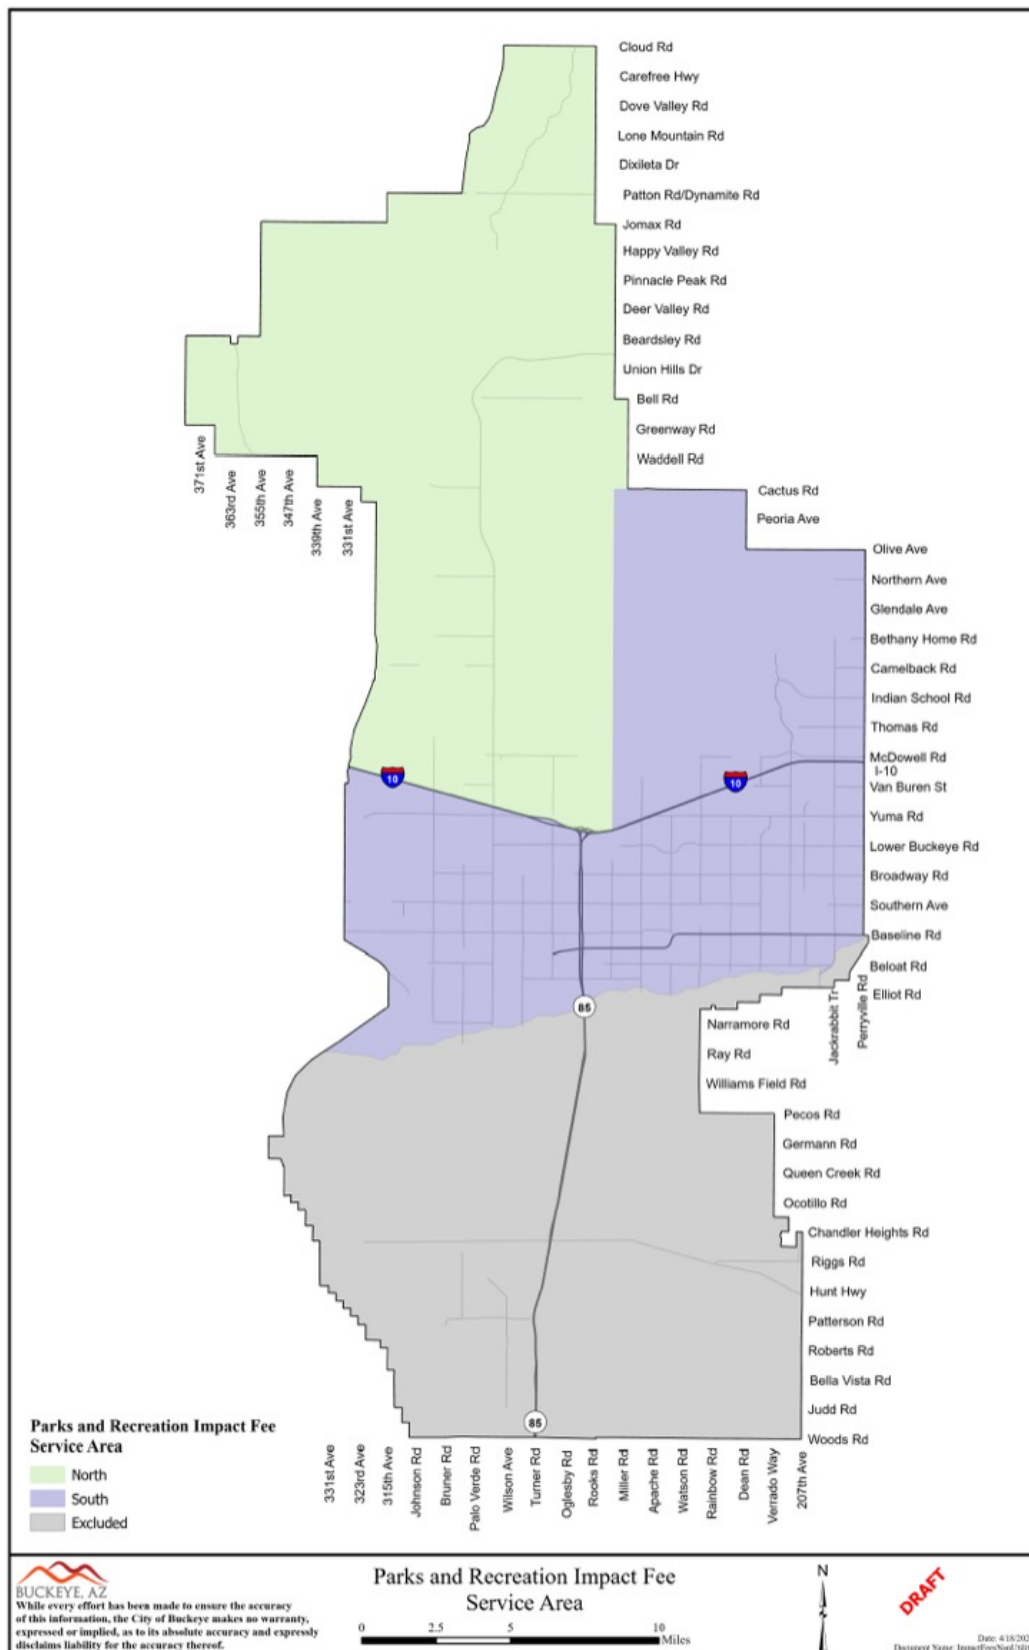 Cloud Rd
Carefree Hwy
Dove Valley Rd
Lone Mountain Rd
Dixileta Dr
Patton Rd/Dynamite Rd
Jomax Rd
Happy Valley Rd
Pinnacle Peak Rd
Deer Valley Rd
Beardsley Rd
Union Hills Dr
Bell Rd
Greenway Rd
Waddell Rd
Cactus Rd
Peoria Ave
Olive Ave
Northern Ave
Glendale Ave
Bethany Home Rd
Camelback Rd
Indian School Rd
Thomas Rd
McDowell Rd
I-10
Van Buren St
Yuma Rd
Lower Buckeye Rd
Broadway Rd
Southern Ave
Baseline Rd
Beloat Rd
Elliot Rd
371st Ave
363rd Ave
355th Ave
347th Ave
339th Ave
331st Ave
10
10
85
Jackrabbit Tr
Perryville Rd
Narramore Rd
Ray Rd
Williams Field Rd
Pecos Rd
Germann Rd
Queen Creek Rd
Ocotillo Rd
Chandler Heights Rd
Riggs Rd
Hunt Hwy
Patterson Rd
Roberts Rd
Bella Vista Rd
Judd Rd
Woods Rd
85
331st Ave
323rd Ave
315th Ave
Johnson Rd
Bruner Rd
Palo Verde Rd
Wilson Ave
Turner Rd
Oglesby Rd
Rooks Rd
Miller Rd
Apache Rd
Watson Rd
Rainbow Rd
Dean Rd
Verrado Way
207th Ave
Parks and Recreation Impact Fee
Service Area
North
South
Excluded
BUCKEYE, AZ
While every effort has been made to ensure the accuracy
of this information, the City of Buckeye makes no warranty,
expressed or implied, as to its absolute accuracy and expressly
disclaims liability for the accuracy thereof.
Parks and Recreation Impact Fee
Service Area
0 2.5 5 10
Miles
N
DRAFT
Date: 4/18/202
Document Name: